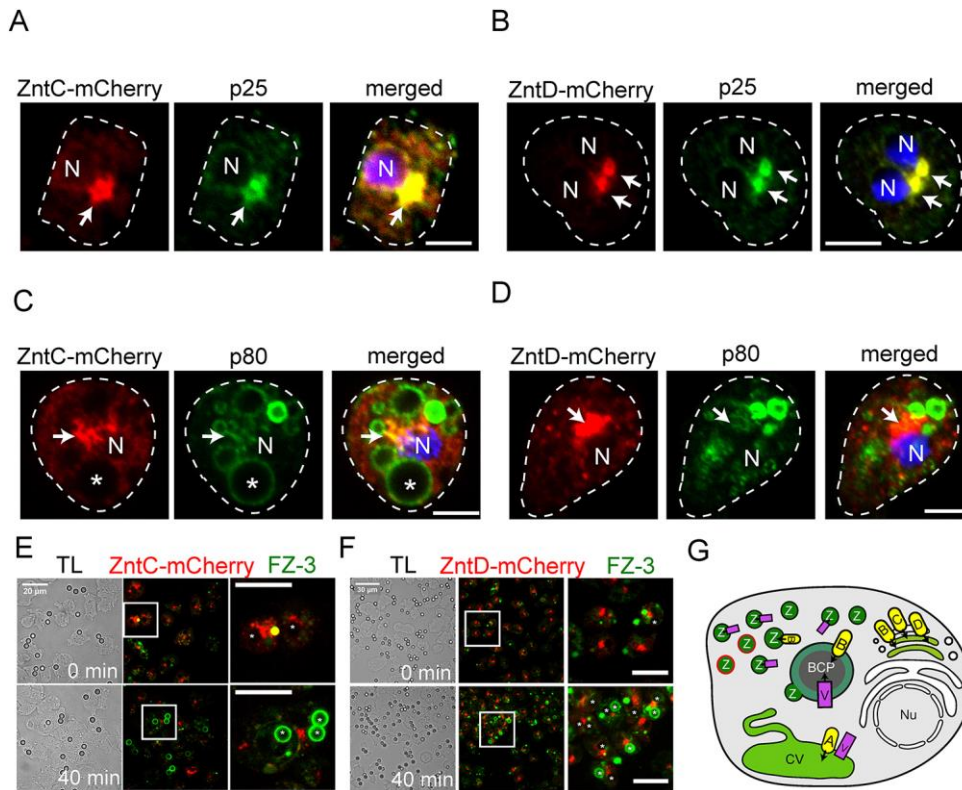 A
B
ZntC-mCherry p25 merged
ZntD-mCherry p25 merged
N N N
N N N
N N N
C
D
ZntC-mCherry p80 merged
ZntD-mCherry p80 merged
N N N
* * *
N N N
E TL ZntC-mCherry FZ-3
20 µm
* *
0 min
* *
40 min
F TL ZntD-mCherry FZ-3
30 µm
0 min
40 min
G
Z Z Z Z Z Z Z Z
B C D
B
BCP
V
Nu
A V
CV